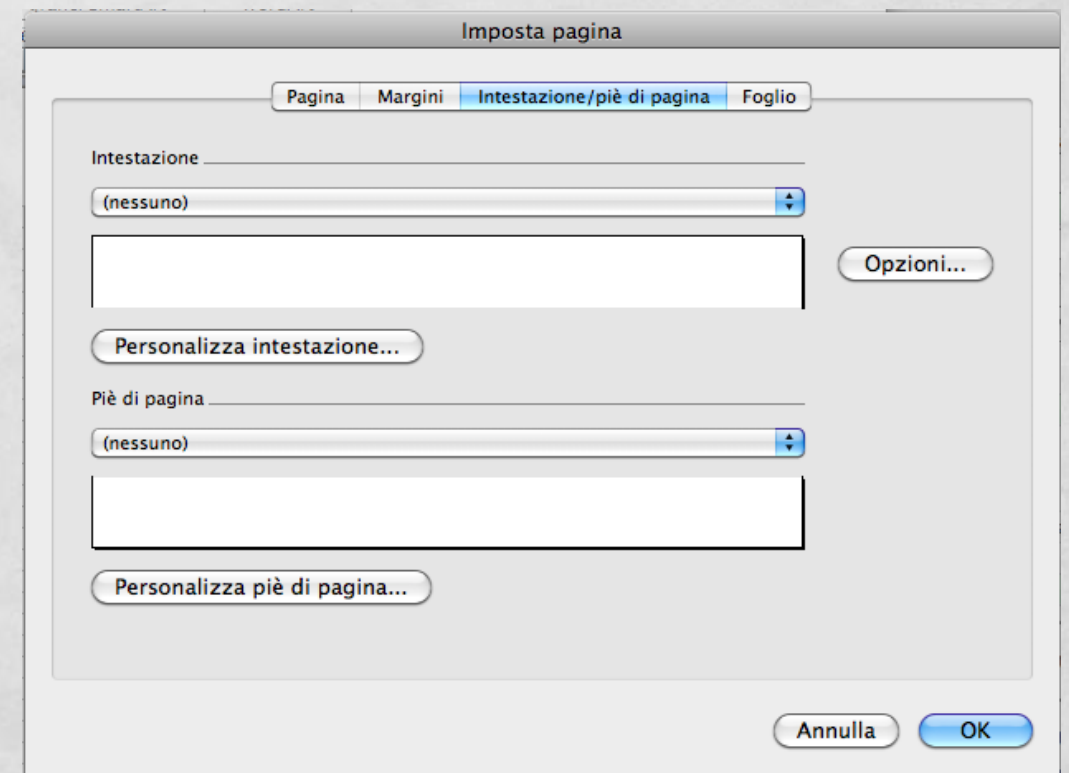 Imposta pagina
Pagina Margini Intestazione/piè di pagina Foglio
Intestazione
(nessuno)
Opzioni...
Personalizza intestazione...
Piè di pagina
(nessuno)
Personalizza piè di pagina...
Annulla OK